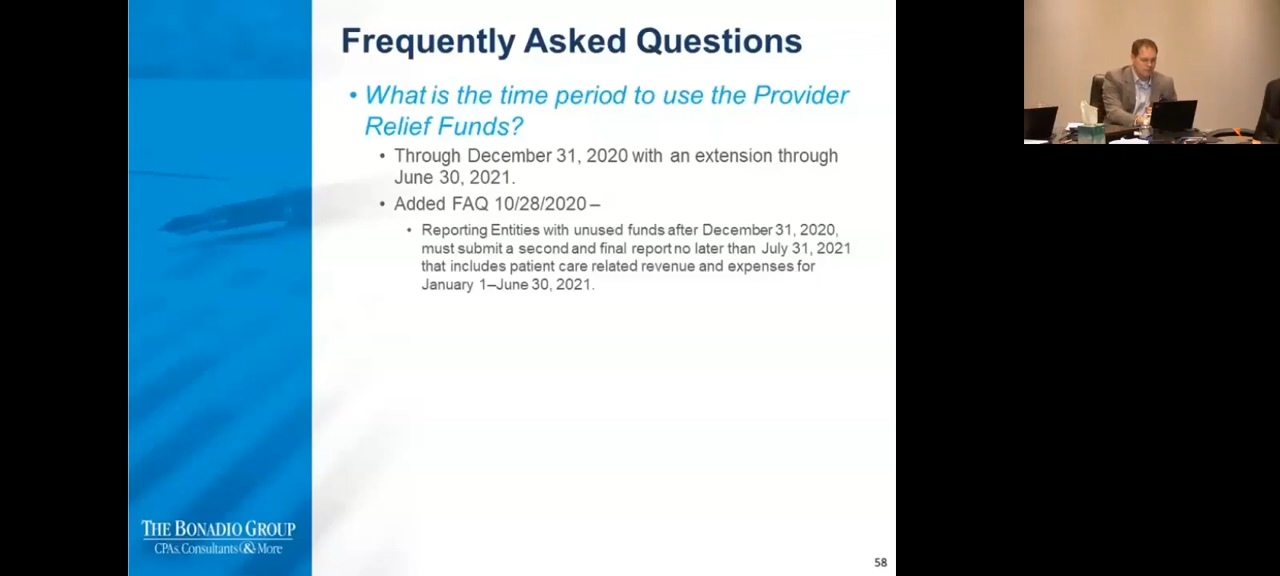 Frequently Asked Questions
• What is the time period to use the Provider
Relief Funds?
• Through December 31, 2020 with an extension through
June 30, 2021.
• Added FAQ 10/28/2020 –
• Reporting Entities with unused funds after December 31, 2020,
must submit a second and final report no later than July 31, 2021
that includes patient care related revenue and expenses for
January 1–June 30, 2021.
THE BONADIO GROUP
CPAs, Consultants & More
58